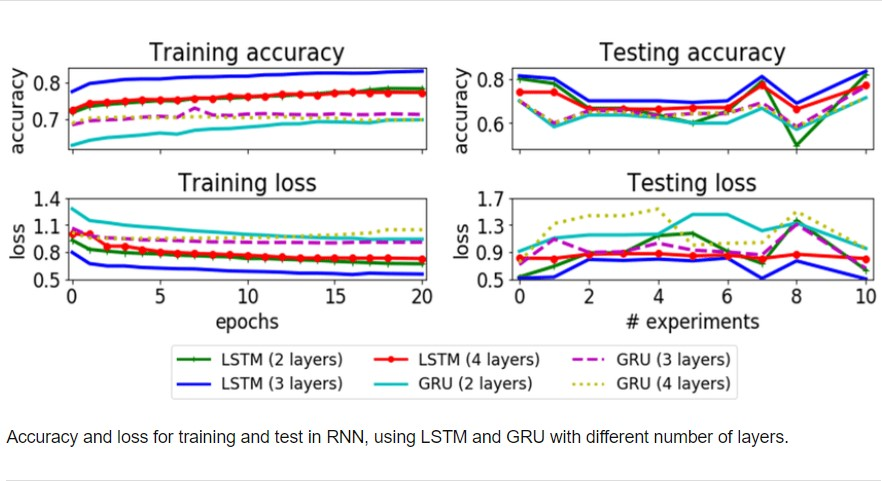 Training accuracy
Testing accuracy
accuracy
0.8
0.7
accuracy
0.8
0.6
Training loss
Testing loss
loss
1.4
1.1
0.8
0.5
loss
1.7
1.3
0.9
0.5
0 5 10 15 20
0 2 4 6 8 10
epochs
# experiments
LSTM (2 layers) LSTM (4 layers) GRU (3 layers)
LSTM (3 layers) GRU (2 layers) GRU (4 layers)
Accuracy and loss for training and test in RNN, using LSTM and GRU with different number of layers.